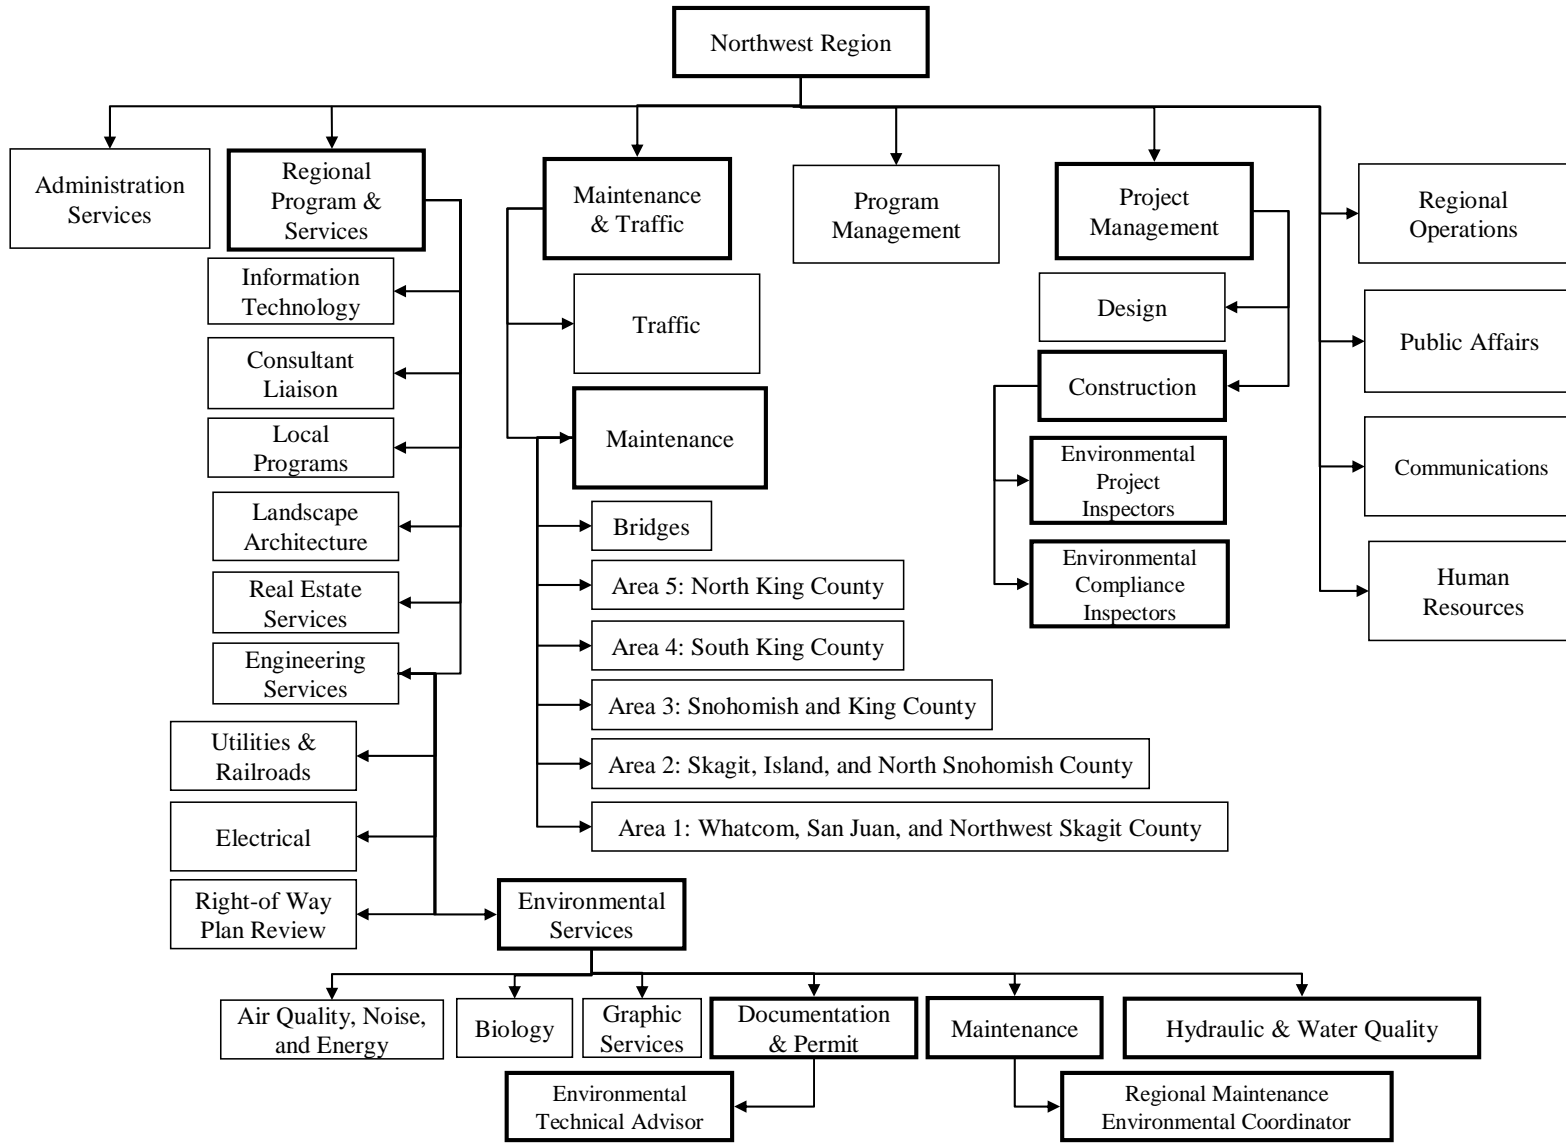 Northwest Region
Administration
Services
Regional
Program &
Services
Maintenance
& Traffic
Program
Management
Project
Management
Regional
Operations
Information
Technology
Traffic
Design
Public Affairs
Consultant
Liaison
Construction
Local
Programs
Maintenance
Environmental
Project
Inspectors
Communications
Landscape
Architecture
Bridges
Environmental
Compliance
Inspectors
Human
Resources
Real Estate
Services
Area 5: North King County
Engineering
Services
Area 4: South King County
Area 3: Snohomish and King County
Utilities &
Railroads
Area 2: Skagit, Island, and North Snohomish County
Electrical
Area 1: Whatcom, San Juan, and Northwest Skagit County
Right-of Way
Plan Review
Environmental
Services
Air Quality, Noise,
and Energy
Biology
Graphic
Services
Documentation
& Permit
Maintenance
Hydraulic & Water Quality
Environmental
Technical Advisor
Regional Maintenance
Environmental Coordinator